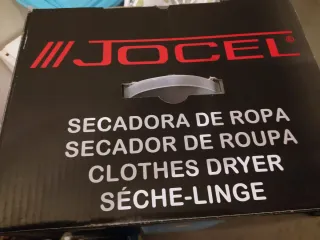 /// JOCEL®
SECADORA DE ROPA
SECADOR DE ROUPA
CLOTHES DRYER
SÉCHE-LINGE